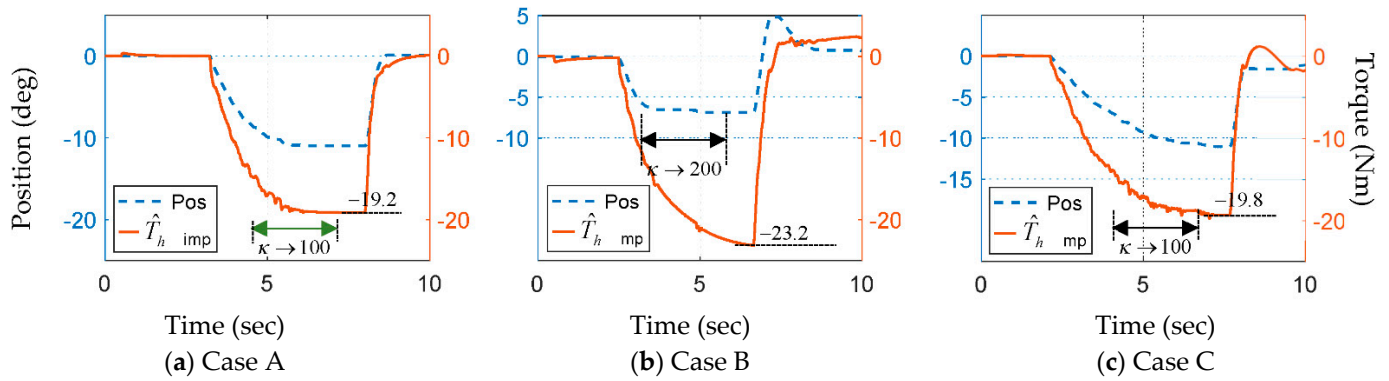 Position (deg)
0
-10
-20
0
-10
-20
−19.2
Pos
T̂h imp
κ → 100
0
5
10
Time (sec)
(a) Case A
5
0
-5
-10
0
-10
-20
κ → 200
Pos
T̂h mp
−23.2
0
5
10
Time (sec)
(b) Case B
0
-5
-10
-15
0
-10
-20
Pos
T̂h mp
−19.8
κ → 100
0
5
10
Time (sec)
(c) Case C
Torque (Nm)